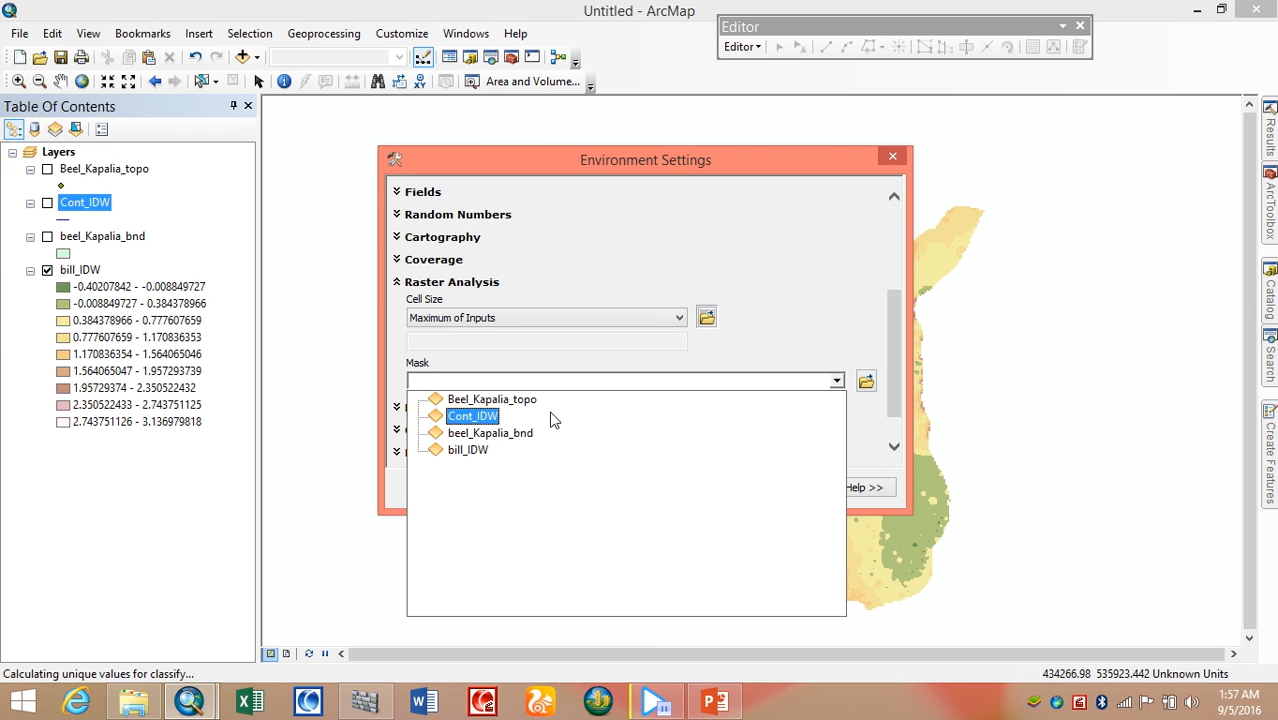 Untitled - ArcMap
Editor
File Edit View Bookmarks Insert Selection Geoprocessing Customize Windows Help
Editor
Area and Volume...
Table Of Contents
Layers
Beel_Kapalia_topo
Cont_IDW
beel_Kapalia_bnd
bill_IDW
-0.40207842 - -0.008849727
-0.008849727 - 0.384378966
0.384378966 - 0.777607659
0.777607659 - 1.170836353
1.170836354 - 1.564065046
1.564065047 - 1.957293739
1.95729374 - 2.350522432
2.350522433 - 2.743751125
2.743751126 - 3.136979818
Environment Settings
Fields
Random Numbers
Cartography
Coverage
Raster Analysis
Cell Size
Maximum of Inputs
Mask
Beel_Kapalia_topo
Cont_IDW
beel_Kapalia_bnd
bill_IDW
Help >>
Results
ArcToolbox
Catalog
Search
Create Features
Calculating unique values for classify...
434266.98 535923.442 Unknown Units
1:57 AM
9/5/2016